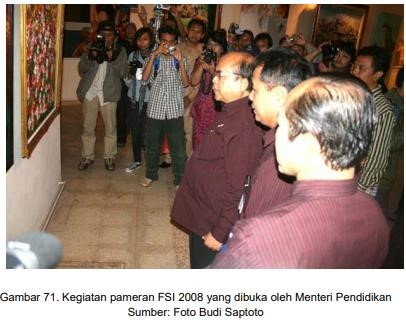 Gambar 71. Kegiatan pameran FSI 2008 yang dibuka oleh Menteri Pendidikan
Sumber: Foto Budi Saptoto